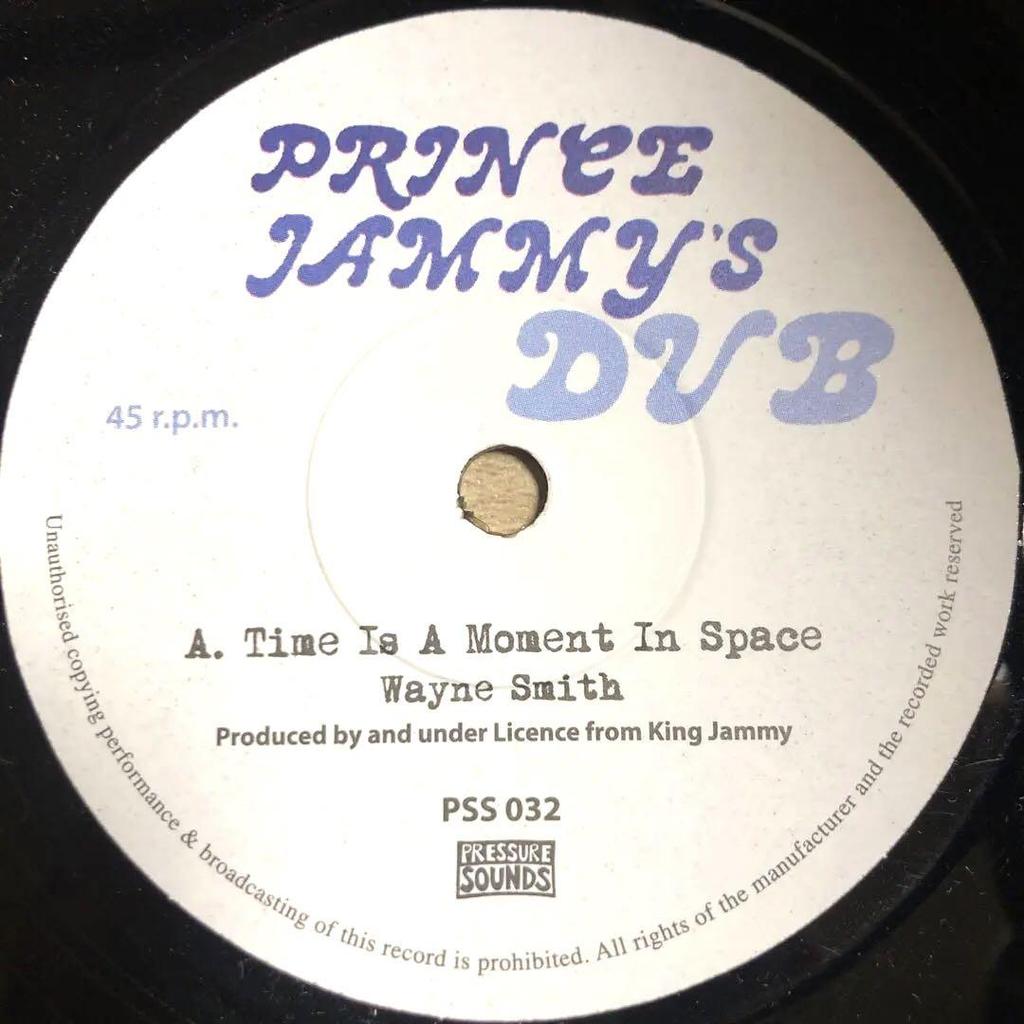 PRINCE
JAMMY'S
DUB
45 r.p.m.
A. Time Is A Moment In Space
Wayne Smith
Produced by and under Licence from King Jammy
PSS 032
PRESSURE
SOUNDS
Unauthorised copying performance & broadcasting of this record is prohibited. All rights of the manufacturer and the recorded work reserved